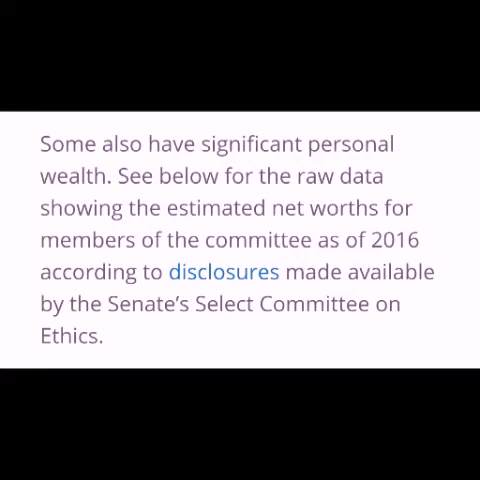 Some also have significant personal
wealth. See below for the raw data
showing the estimated net worths for
members of the committee as of 2016
according to disclosures made available
by the Senate’s Select Committee on
Ethics.